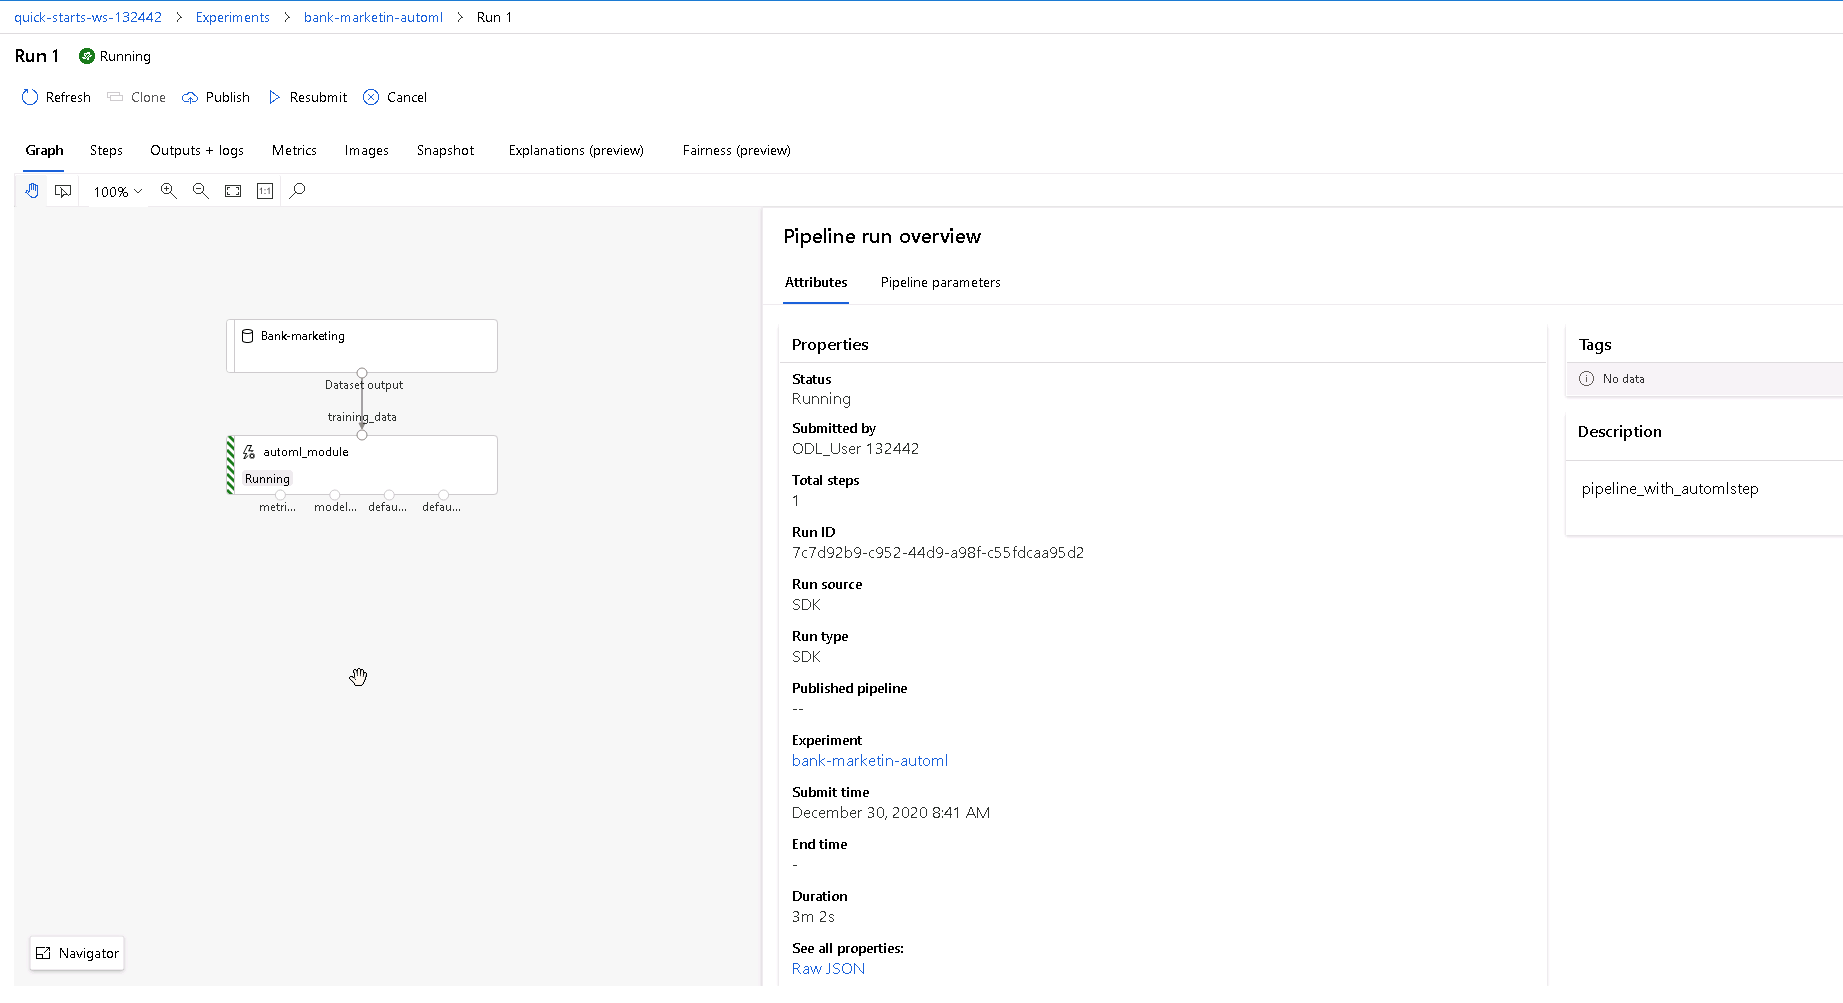 quick-starts-ws-132442 > Experiments > bank-marketin-automl > Run 1
Run 1 Running
Refresh Clone Publish Resubmit Cancel
Graph Steps Outputs + logs Metrics Images Snapshot Explanations (preview) Fairness (preview)
100% 1:1
Bank-marketing
Dataset output
training_data
automl_module
Running
metri... model... defau... defau...
Navigator
Pipeline run overview
Attributes Pipeline parameters
Properties
Status
Running
Submitted by
ODL_User 132442
Total steps
1
Run ID
7c7d92b9-c952-44d9-a98f-c55fdcaa95d2
Run source
SDK
Run type
SDK
Published pipeline
--
Experiment
bank-marketin-automl
Submit time
December 30, 2020 8:41 AM
End time
-
Duration
3m 2s
See all properties:
Raw JSON
Tags
No data
Description
pipeline_with_automlstep